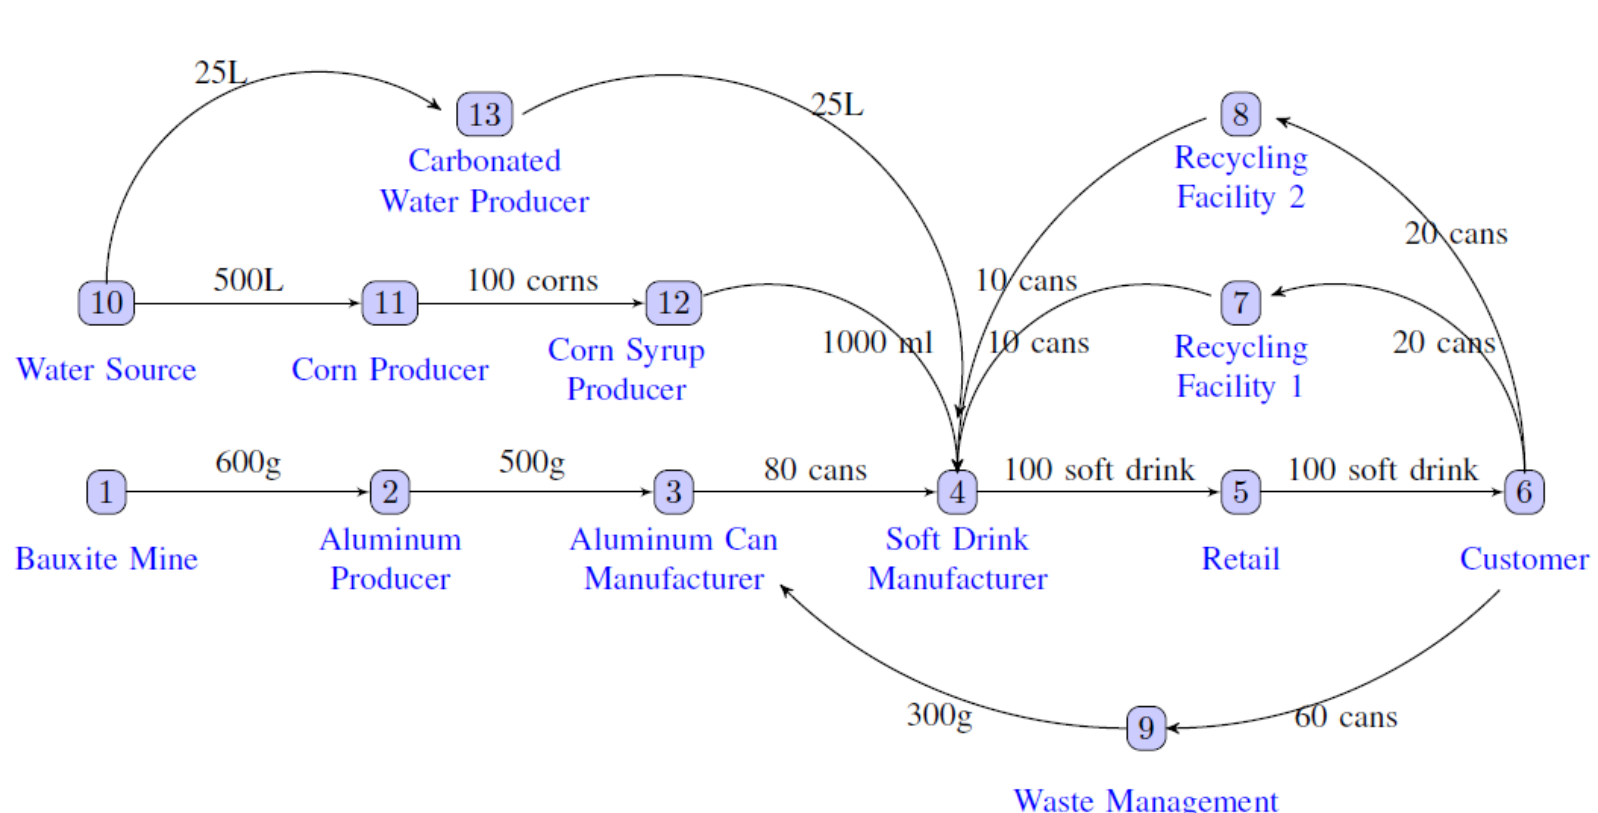 25L
13
25L
8
Carbonated
Water Producer
Recycling
Facility 2
20 cans
10
500L
11
100 corns
12
10 cans
7
1000 ml
10 cans
20 cans
Water Source
Corn Producer
Corn Syrup
Producer
Recycling
Facility 1
1
600g
2
500g
3
80 cans
4
100 soft drink
5
100 soft drink
6
Bauxite Mine
Aluminum
Producer
Aluminum Can
Manufacturer
Soft Drink
Manufacturer
Retail
Customer
300g
9
60 cans
Waste Management